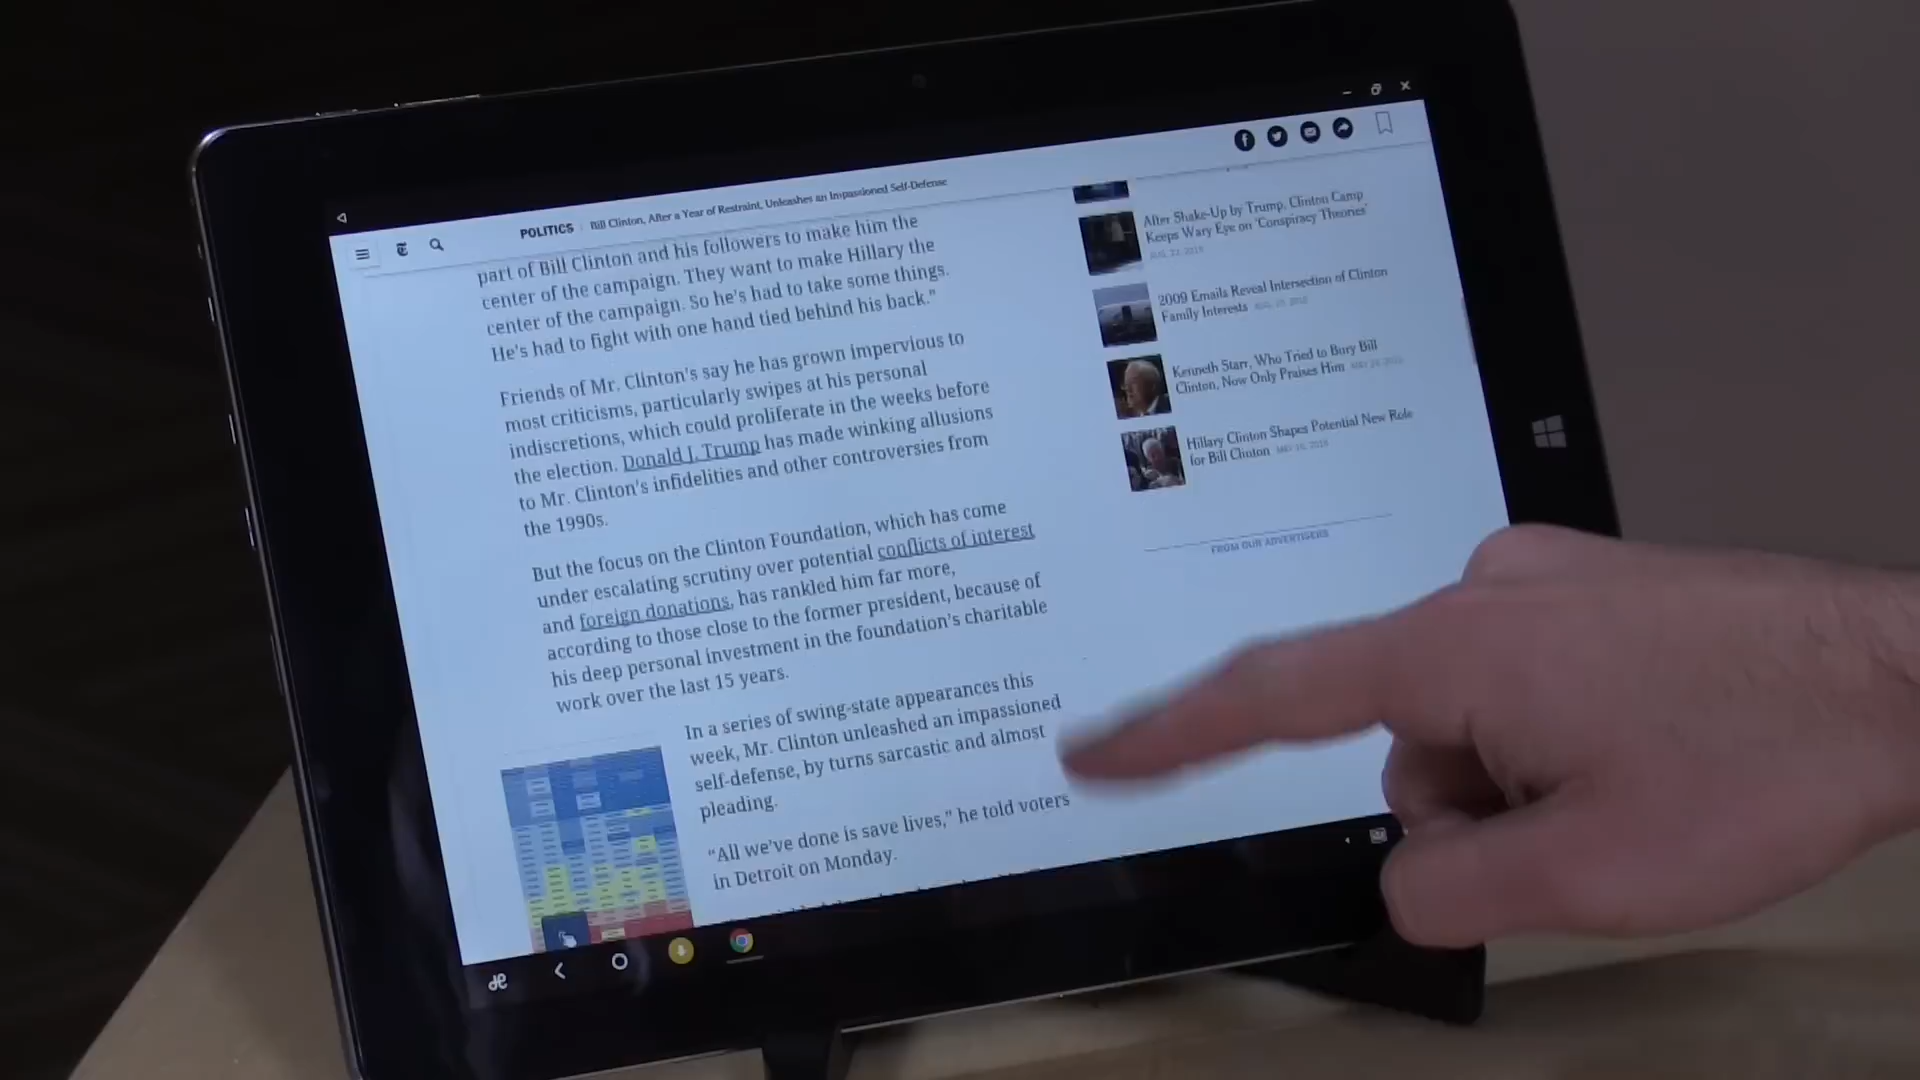 POLITICS
Bill Clinton, After a Year of Restraint, Unleashes an Impassioned Self-Defense
part of Bill Clinton and his followers to make him the
center of the campaign. They want to make Hillary the
center of the campaign. So he's had to take some things.
He's had to fight with one hand tied behind his back."
Friends of Mr. Clinton's say he has grown impervious to
most criticisms, particularly swipes at his personal
indiscretions, which could proliferate in the weeks before
the election. Donald J. Trump has made winking allusions
to Mr. Clinton's infidelities and other controversies from
the 1990s.
But the focus on the Clinton Foundation, which has come
under escalating scrutiny over potential conflicts of interest
and foreign donations, has rankled him far more,
according to those close to the former president, because of
his deep personal investment in the foundation's charitable
work over the last 15 years.
In a series of swing-state appearances this
week, Mr. Clinton unleashed an impassioned
self-defense, by turns sarcastic and almost
pleading.
"All we've done is save lives," he told voters
in Detroit on Monday.
After Shake-Up by Trump, Clinton Camp
Keeps Wary Eye on 'Conspiracy Theories'
2009 Emails Reveal Intersection of Clinton
Family Interests
Kenneth Starr, Who Tried to Bury Bill
Clinton, Now Only Praises Him
Hillary Clinton Shapes Potential New Role
for Bill Clinton
FROM OUR ADVERTISERS